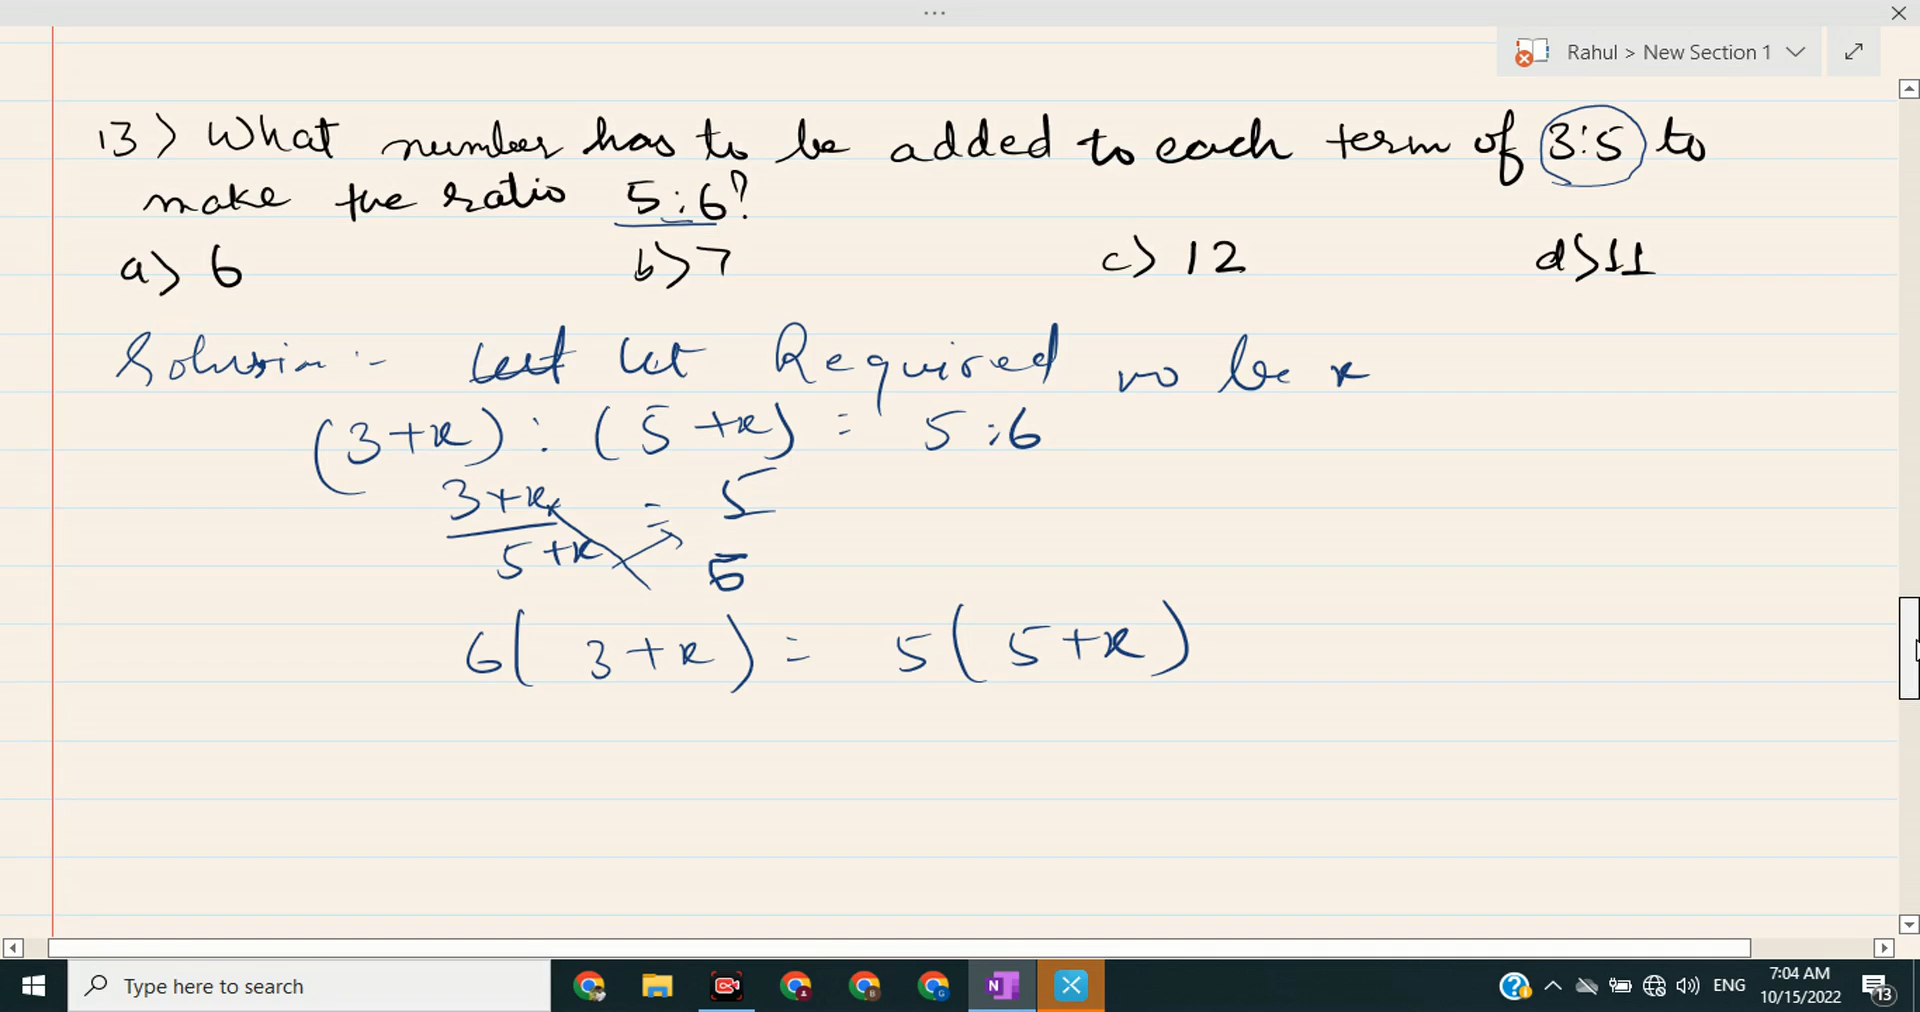 Rahul > New Section 1
13> What number has to be added to each term of 3:5 to
make the ratio 5:6?
a> 6 b> 7 c> 12 d> 11
Solution :- let Required no be x
(3+x) : (5+x) = 5:6
3+x = 5
5+x 6
6(3+x) = 5(5+x)
Type here to search
ENG
7:04 AM
10/15/2022
13